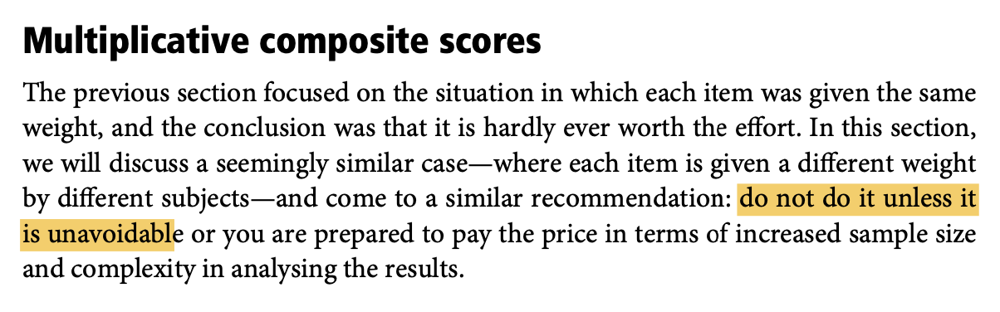 Multiplicative composite scores
The previous section focused on the situation in which each item was given the same
weight, and the conclusion was that it is hardly ever worth the effort. In this section,
we will discuss a seemingly similar case—where each item is given a different weight
by different subjects—and come to a similar recommendation: do not do it unless it
is unavoidable or you are prepared to pay the price in terms of increased sample size
and complexity in analysing the results.